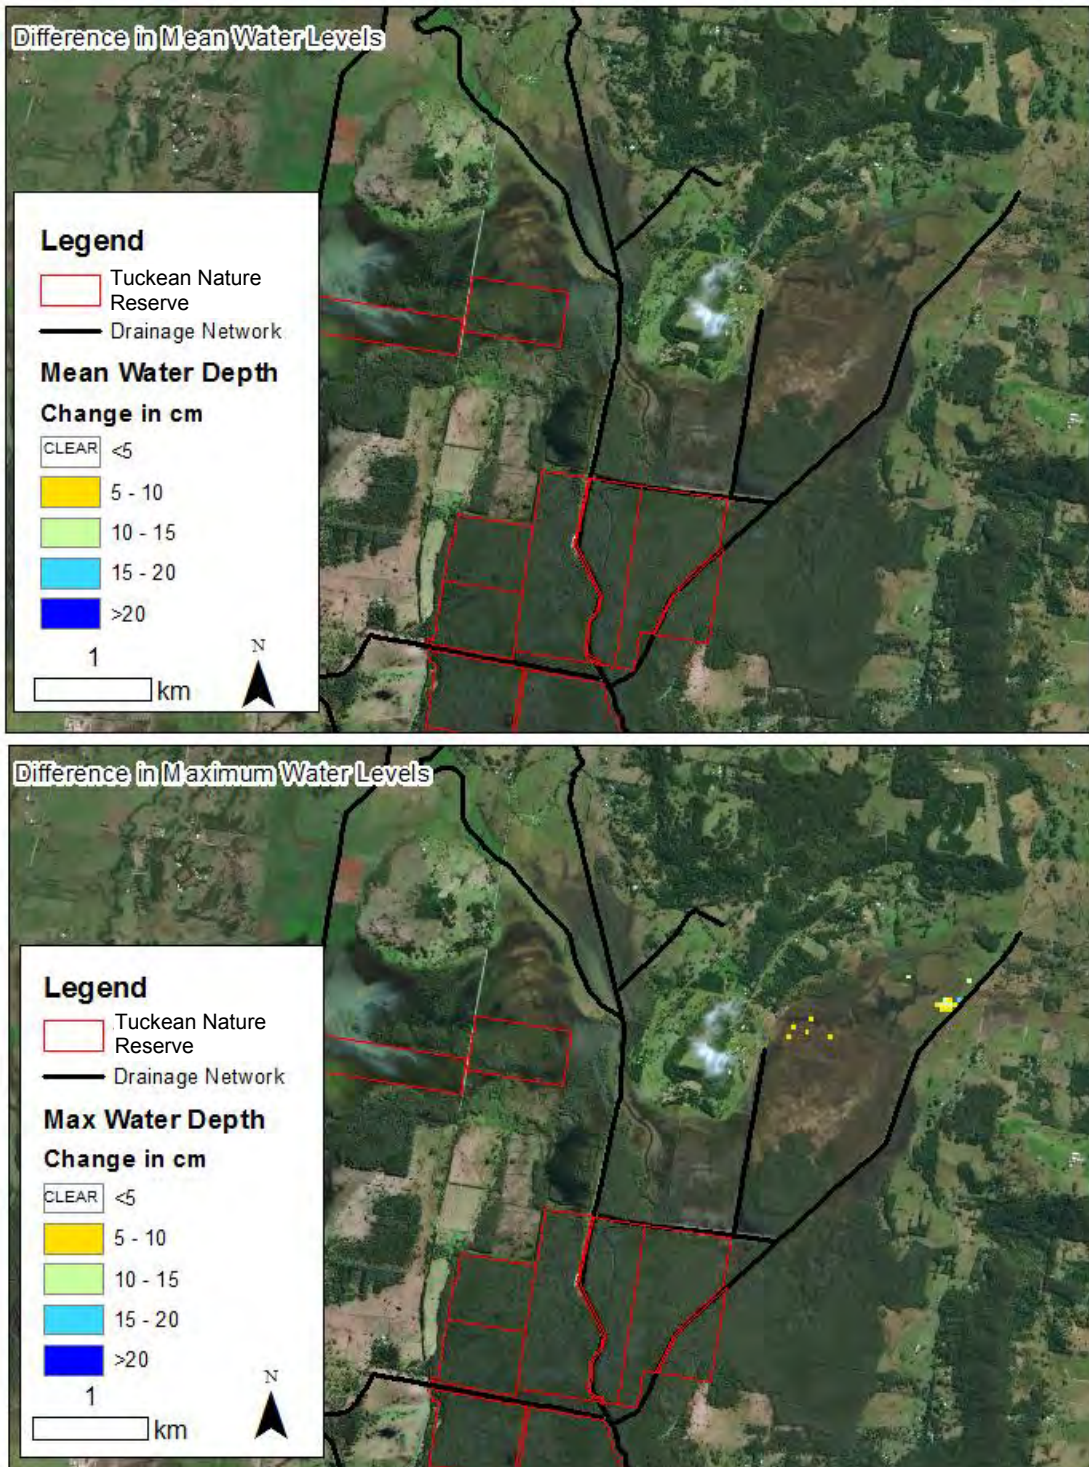 Difference in Mean Water Levels
Legend
Tuckean Nature
Reserve
Drainage Network
Mean Water Depth
Change in cm
CLEAR <5
5 - 10
10 - 15
15 - 20
>20
N
1
km
Difference in Maximum Water Levels
Legend
Tuckean Nature
Reserve
Drainage Network
Max Water Depth
Change in cm
CLEAR <5
5 - 10
10 - 15
15 - 20
>20
N
1
km